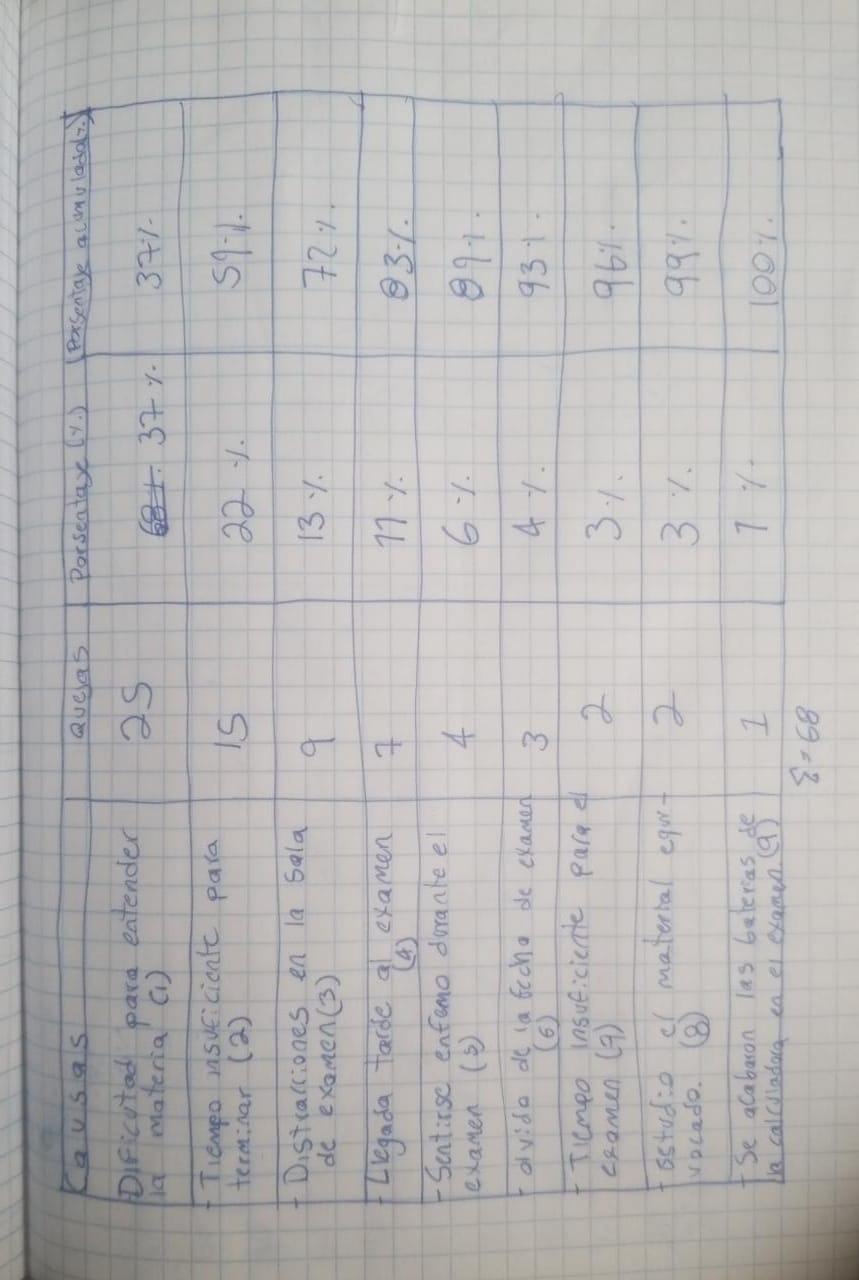 Causas quejas Porsentaje (%) Porsentaje acumulada(%)
-Dificultad para entender 25 37% 37%
la materia (1)
- Tiempo insuficiente para 15 22% 59%
terminar (2)
- Distracciones en la sala 9 13% 72%
de examen (3)
- Llegada tarde al examen 7 11% 83%
(4)
- Sentirse enfemo durante el 4 6% 89%
examen (5)
- olvido de la fecha de examen 3 4% 93%
(6)
- Tiempo insuficiente para el 2 3% 96%
examen (7)
- Estudio el material equi- 2 3% 99%
vocado. (8)
- Se acabaron las baterias de 1 1% 100%
la calculadora en el examen (9)
Σ=68